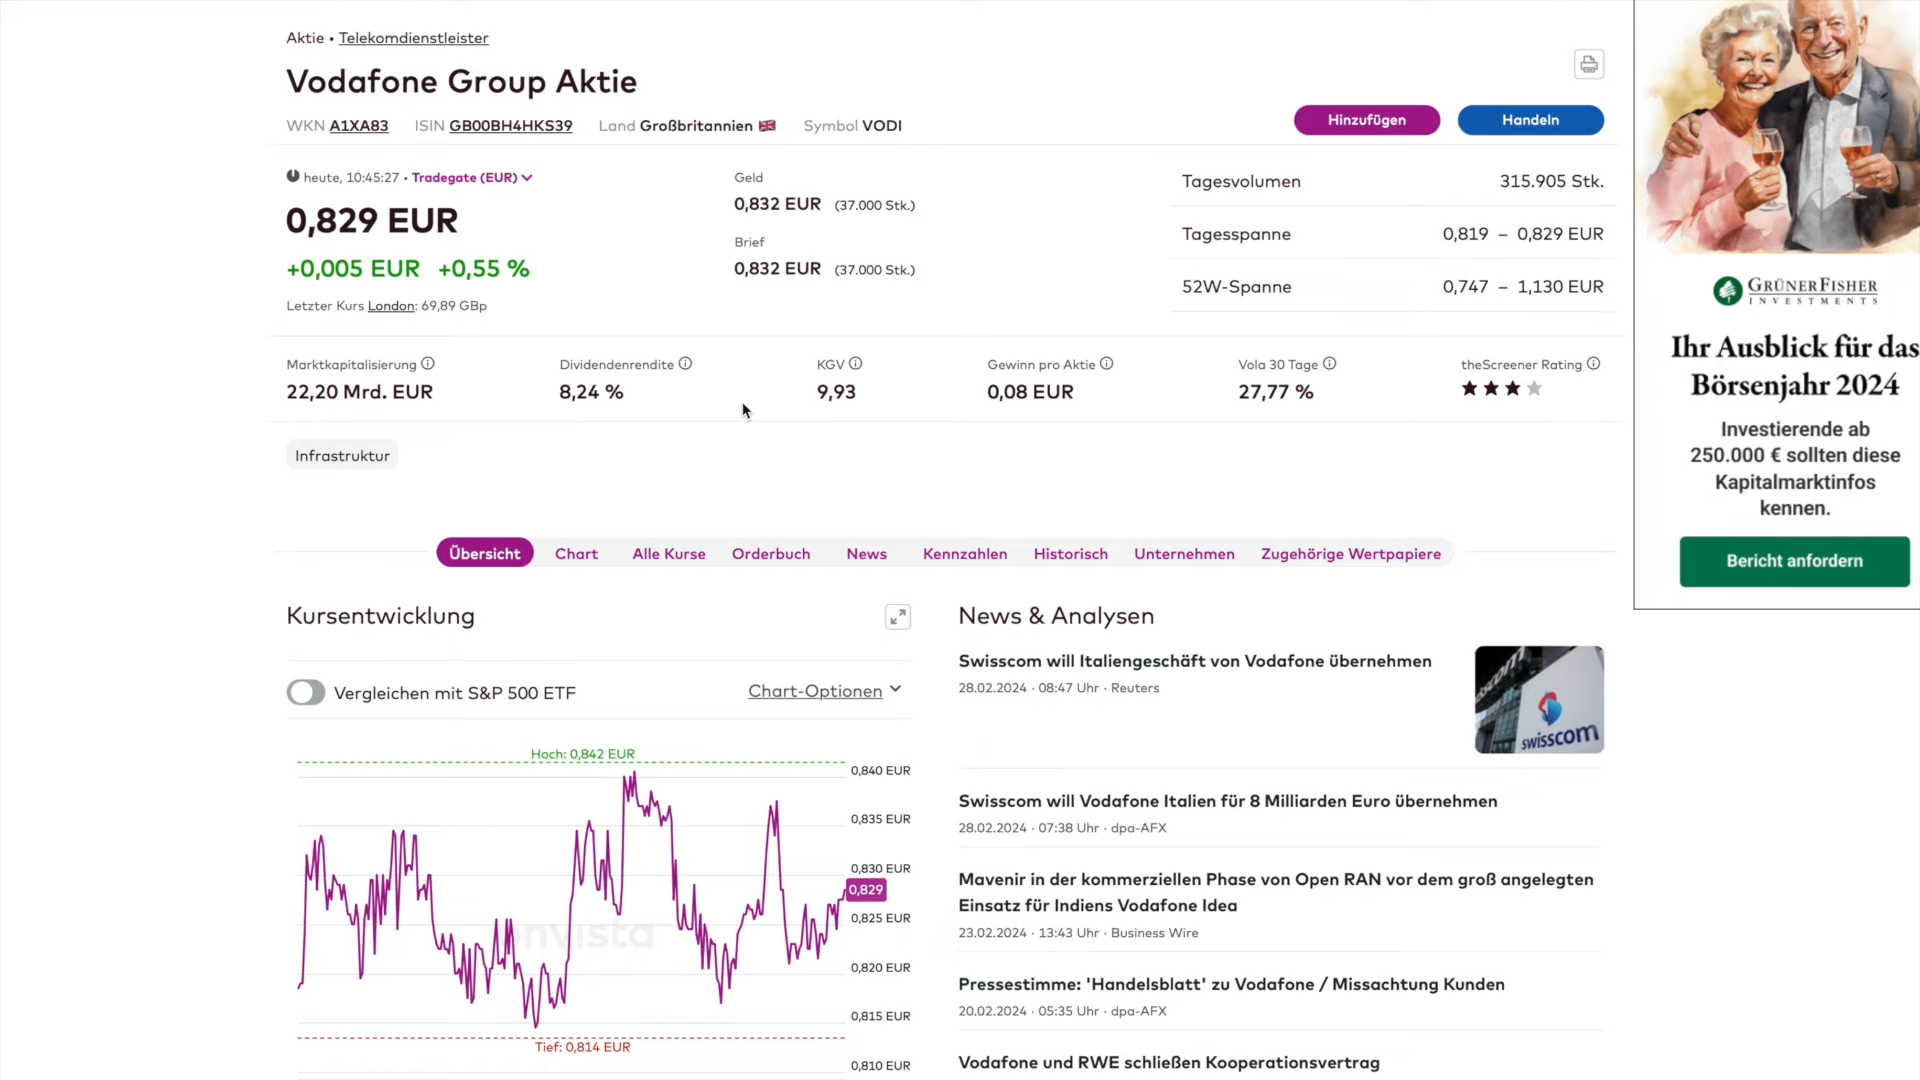 Aktie • Telekomdienstleister
Vodafone Group Aktie
WKN A1XA83 ISIN GB00BH4HKS39 Land Großbritannien Symbol VODI
Hinzufügen Handeln
heute, 10:45:27 • Tradegate (EUR)
0,829 EUR
+0,005 EUR +0,55 %
Letzter Kurs London: 69,89 GBp
Geld
0,832 EUR (37.000 Stk.)
Brief
0,832 EUR (37.000 Stk.)
Tagesvolumen 315.905 Stk.
Tagesspanne 0,819 – 0,829 EUR
52W-Spanne 0,747 – 1,130 EUR
Marktkapitalisierung Dividendenrendite KGV Gewinn pro Aktie Vola 30 Tage theScreener Rating
22,20 Mrd. EUR 8,24 % 9,93 0,08 EUR 27,77 %
Infrastruktur
Übersicht Chart Alle Kurse Orderbuch News Kennzahlen Historisch Unternehmen Zugehörige Wertpapiere
Kursentwicklung
Vergleichen mit S&P 500 ETF Chart-Optionen
Hoch: 0,842 EUR
0,840 EUR
0,835 EUR
0,830 EUR
0,829
0,825 EUR
onvista
0,820 EUR
0,815 EUR
Tief: 0,814 EUR
0,810 EUR
News & Analysen
Swisscom will Italiengeschäft von Vodafone übernehmen
28.02.2024 · 08:47 Uhr · Reuters
swisscom
Swisscom will Vodafone Italien für 8 Milliarden Euro übernehmen
28.02.2024 · 07:38 Uhr · dpa-AFX
Mavenir in der kommerziellen Phase von Open RAN vor dem groß angelegten
Einsatz für Indiens Vodafone Idea
23.02.2024 · 13:43 Uhr · Business Wire
Pressestimme: 'Handelsblatt' zu Vodafone / Missachtung Kunden
20.02.2024 · 05:35 Uhr · dpa-AFX
Vodafone und RWE schließen Kooperationsvertrag
GRÜNER FISHER
INVESTMENTS
Ihr Ausblick für das
Börsenjahr 2024
Investierende ab
250.000 € sollten diese
Kapitalmarktinfos
kennen.
Bericht anfordern